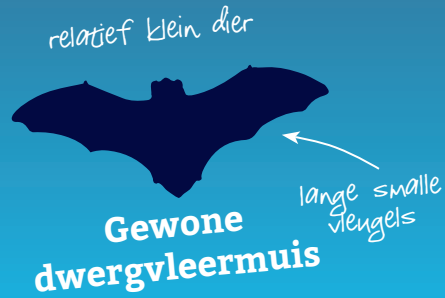 relatief klein dier
lange smalle
vleugels
Gewone
dwergvleermuis